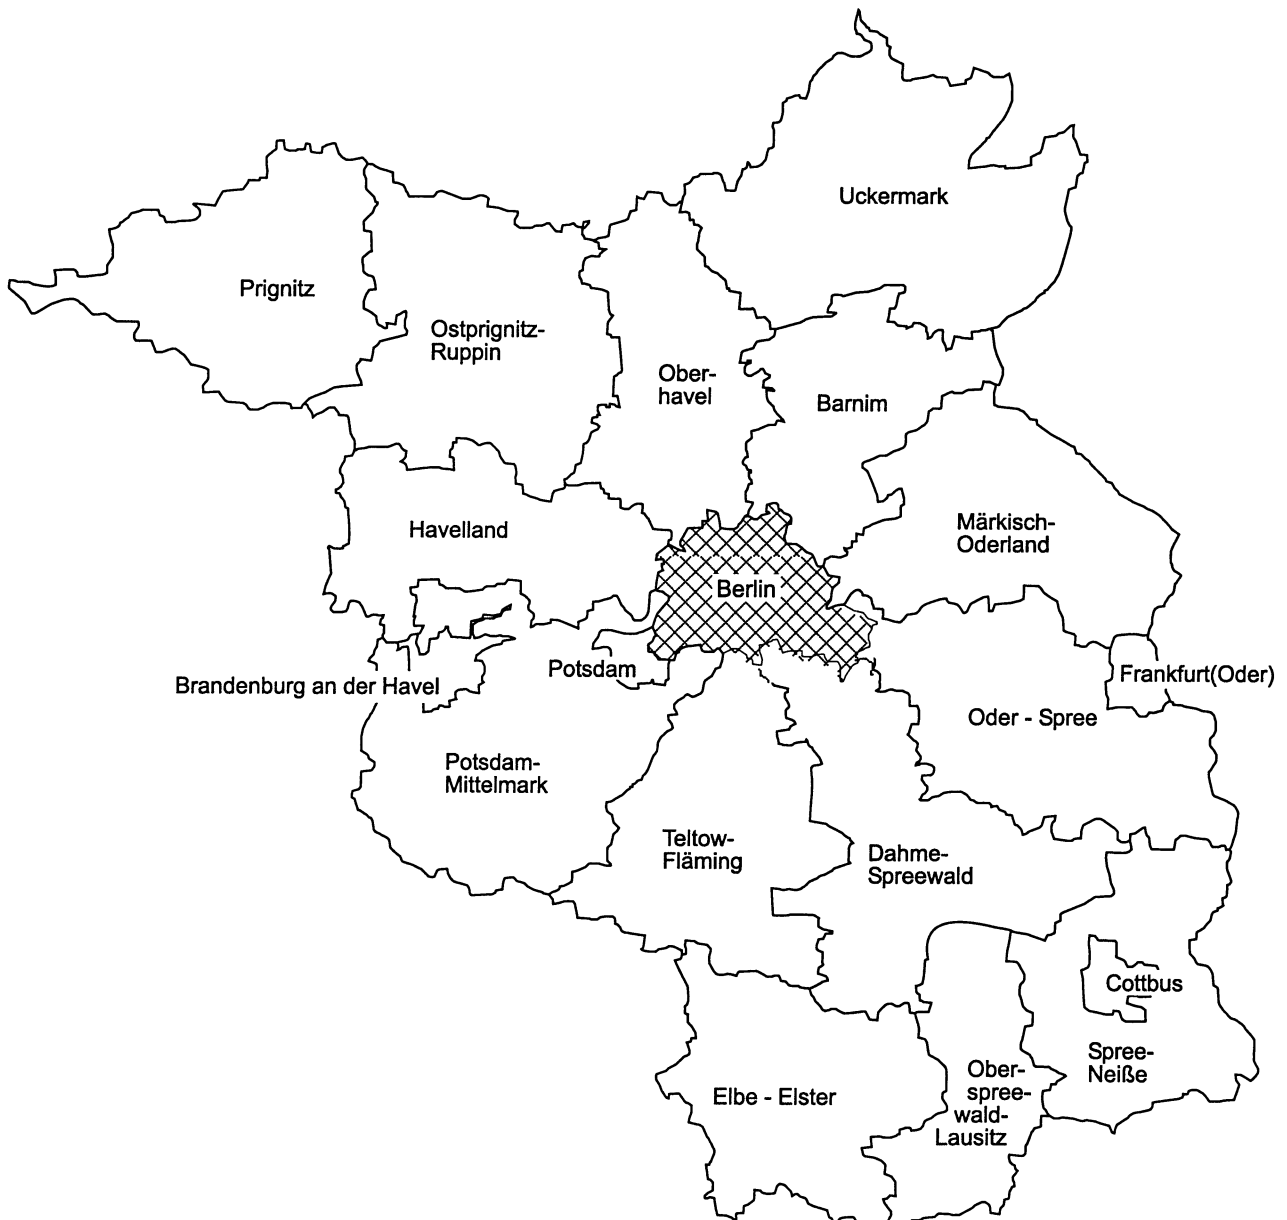 Uckermark
Prignitz
Ostprignitz-
Ruppin
Ober-
havel
Barnim
Havelland
Märkisch-
Oderland
Berlin
Potsdam
Brandenburg an der Havel
Frankfurt(Oder)
Oder - Spree
Potsdam-
Mittelmark
Teltow-
Fläming
Dahme-
Spreewald
Cottbus
Spree-
Neiße
Elbe - Elster
Ober-
spree-
wald-
Lausitz